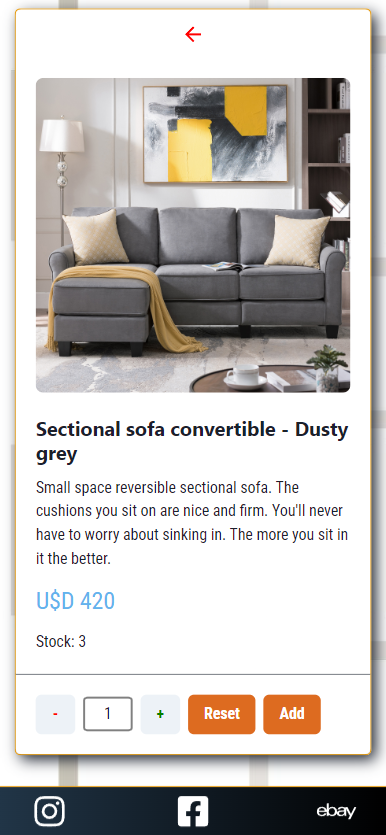 Sectional sofa convertible - Dusty
grey
Small space reversible sectional sofa. The
cushions you sit on are nice and firm. You'll never
have to worry about sinking in. The more you sit in
it the better.
U$D 420
Stock: 3
- 1 + Reset Add
ebay